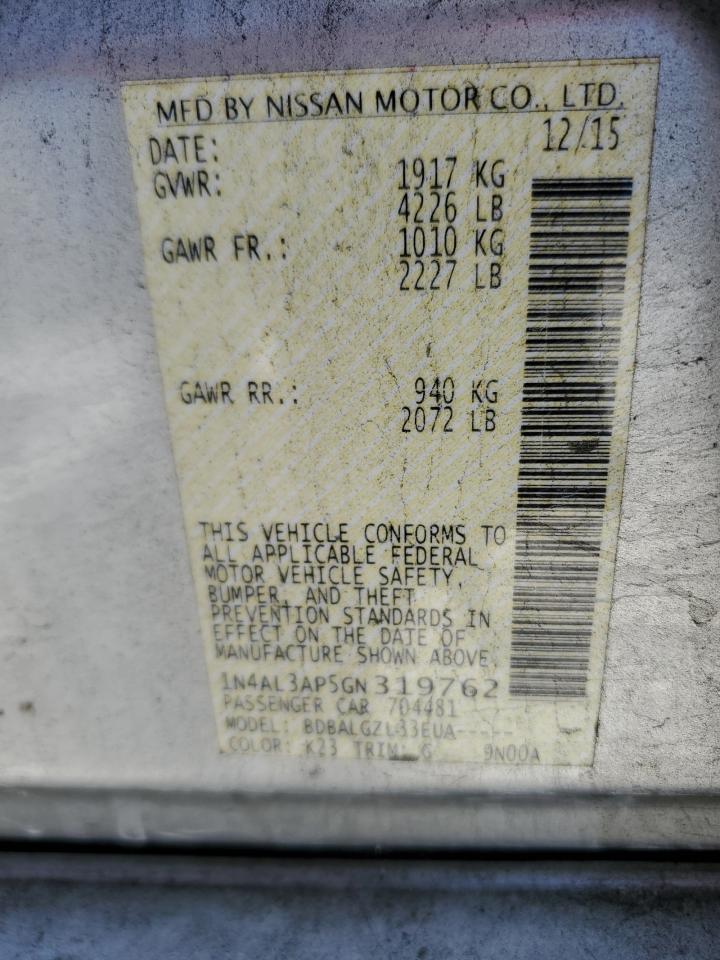 MFD BY NISSAN MOTOR CO., LTD.
DATE: 12/15
GVWR: 1917 KG
4226 LB
GAWR FR.: 1010 KG
2227 LB
GAWR RR.: 940 KG
2072 LB
THIS VEHICLE CONFORMS TO
ALL APPLICABLE FEDERAL
MOTOR VEHICLE SAFETY,
BUMPER, AND THEFT
PREVENTION STANDARDS IN
EFFECT ON THE DATE OF
MANUFACTURE SHOWN ABOVE.
1N4AL3AP5GN319762
PASSENGER CAR 704481
MODEL: BDBALGZL33EUA-----
COLOR: K23 TRIM: G 9N00A